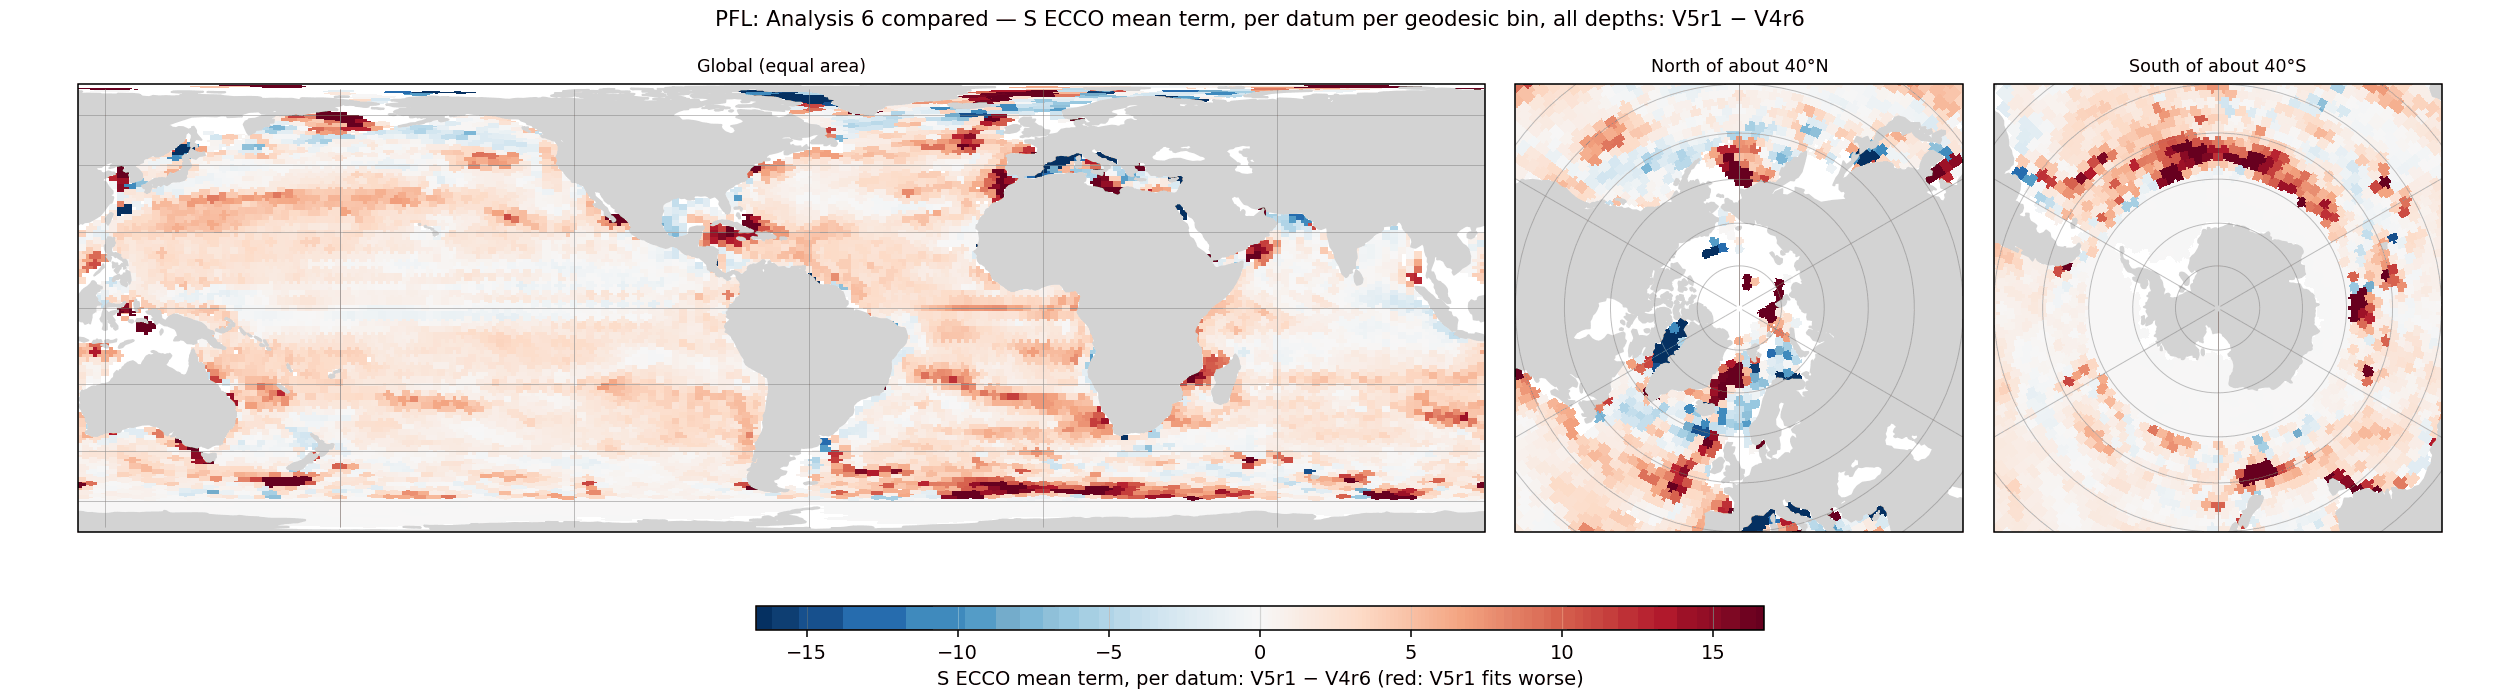 PFL: Analysis 6 compared — S ECCO mean term, per datum per geodesic bin, all depths: V5r1 − V4r6
Global (equal area)
North of about 40°N
South of about 40°S
−15
−10
−5
0
5
10
15
S ECCO mean term, per datum: V5r1 − V4r6 (red: V5r1 fits worse)